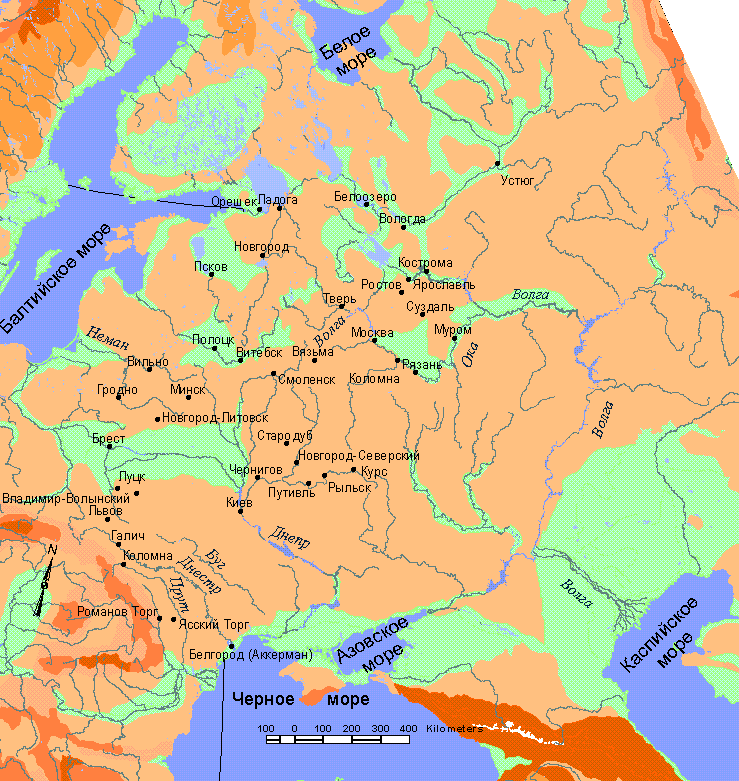 Белое
море
Устюг
Орешек
Ладога
Белоозеро
Вологда
Новгород
Псков
Кострома
Ростов
Ярославль
Балтийское море
Тверь
Волга
Суздаль
Неман
Волга
Москва
Муром
Полоцк
Витебск
Вязьма
Ока
Вильно
Рязань
Смоленск
Коломна
Гродно
Минск
Новгород-Литовск
Волга
Брест
Стародуб
Новгород-Северский
Чернигов
Курс
Луцк
Путивль
Рыльск
Владимир-Волынский
Киев
Львов
Галич
Днепр
Коломна
Буг
Днестр
N
Волга
Прут
Романов Торг
Ясский Торг
Азовское
море
Каспийское
море
Белгород (Аккерман)
Черное море
100 0 100 200 300 400 Kilometers